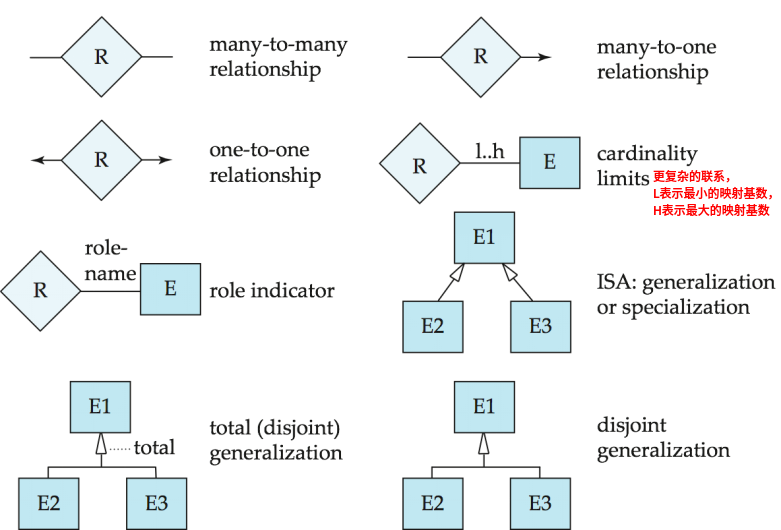 R
many-to-many
relationship
R
many-to-one
relationship
R
one-to-one
relationship
R
l..h
E
cardinality
limits
更复杂的联系，
L表示最小的映射基数，
H表示最大的映射基数
R
role-
name
E
role indicator
E1
E2
E3
ISA: generalization
or specialization
E1
total
E2
E3
total (disjoint)
generalization
E1
E2
E3
disjoint
generalization